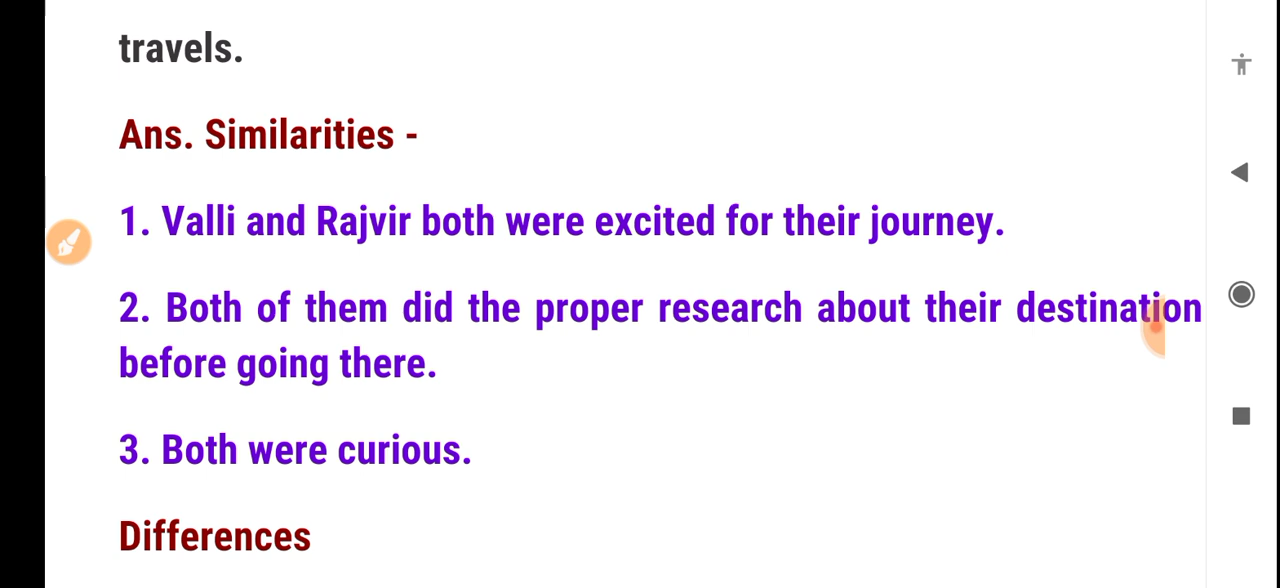 travels.
Ans. Similarities -
1. Valli and Rajvir both were excited for their journey.
2. Both of them did the proper research about their destination
before going there.
3. Both were curious.
Differences